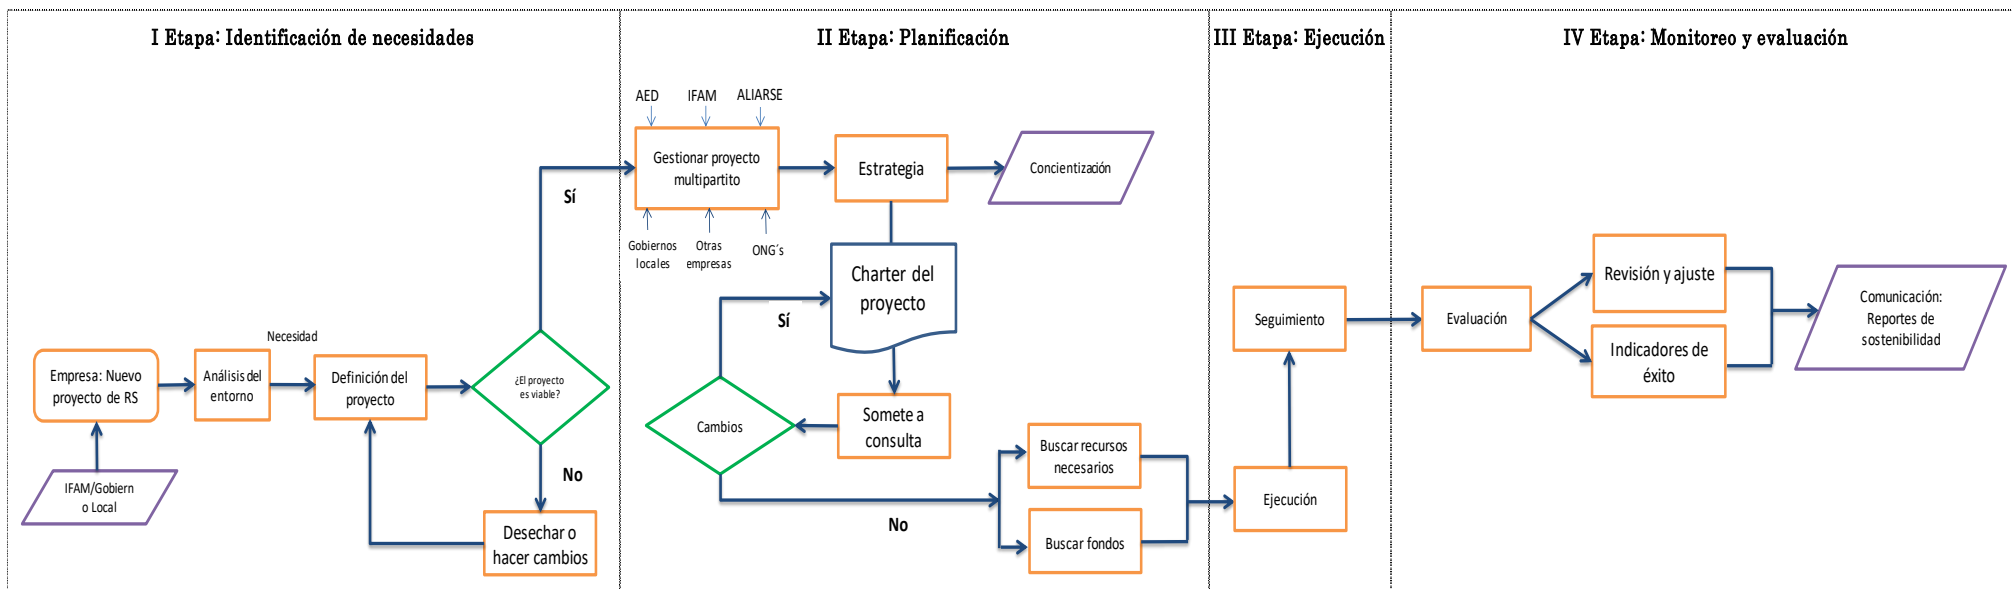 I Etapa: Identificación de necesidades
II Etapa: Planificación
III Etapa: Ejecución
IV Etapa: Monitoreo y evaluación
Necesidad
Empresa: Nuevo
proyecto de RS
Análisis del
entorno
Definición del
proyecto
¿El proyecto
es viable?
IFAM/Gobiern
o Local
Sí
No
Desechar o
hacer cambios
AED
IFAM
ALIARSE
Gestionar proyecto
multipartito
Gobiernos
locales
Otras
empresas
ONG´s
Estrategia
Concientización
Charter del
proyecto
Sí
Cambios
Somete a
consulta
No
Buscar recursos
necesarios
Buscar fondos
Seguimiento
Ejecución
Evaluación
Revisión y ajuste
Indicadores de
éxito
Comunicación:
Reportes de
sostenibilidad